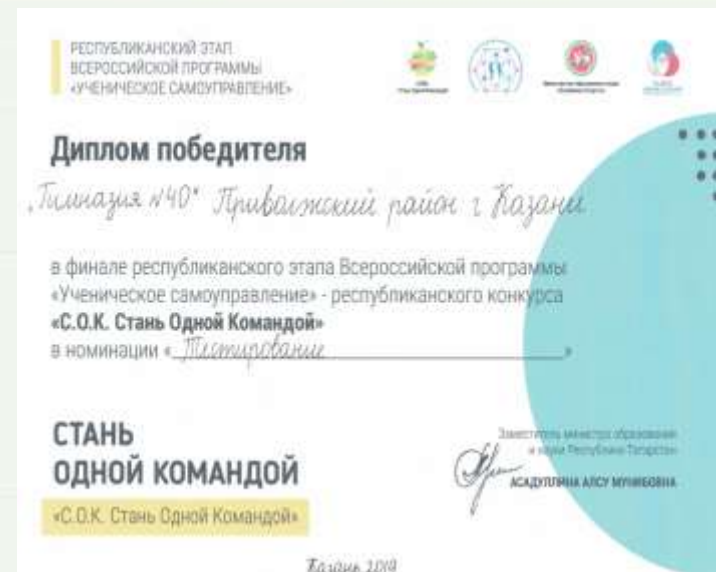 РЕСПУБЛИКАНСКИЙ ЭТАП
ВСЕРОССИЙСКОЙ ПРОГРАММЫ
«УЧЕНИЧЕСКОЕ САМОУПРАВЛЕНИЕ»
Диплом победителя
„Гимназия №40" Приволжский район г Казани
в финале республиканского этапа Всероссийской программы
«Ученическое самоуправление» - республиканского конкурса
«С.О.К. Стань Одной Командой»
в номинации «Тестирование»
СТАНЬ
ОДНОЙ КОМАНДОЙ
«С.О.К. Стань Одной Командой»
Заместитель министра образования
и науки Республики Татарстан
АСАДУЛЛИНА АЛСУ МУНИБОВНА
Казань 2019